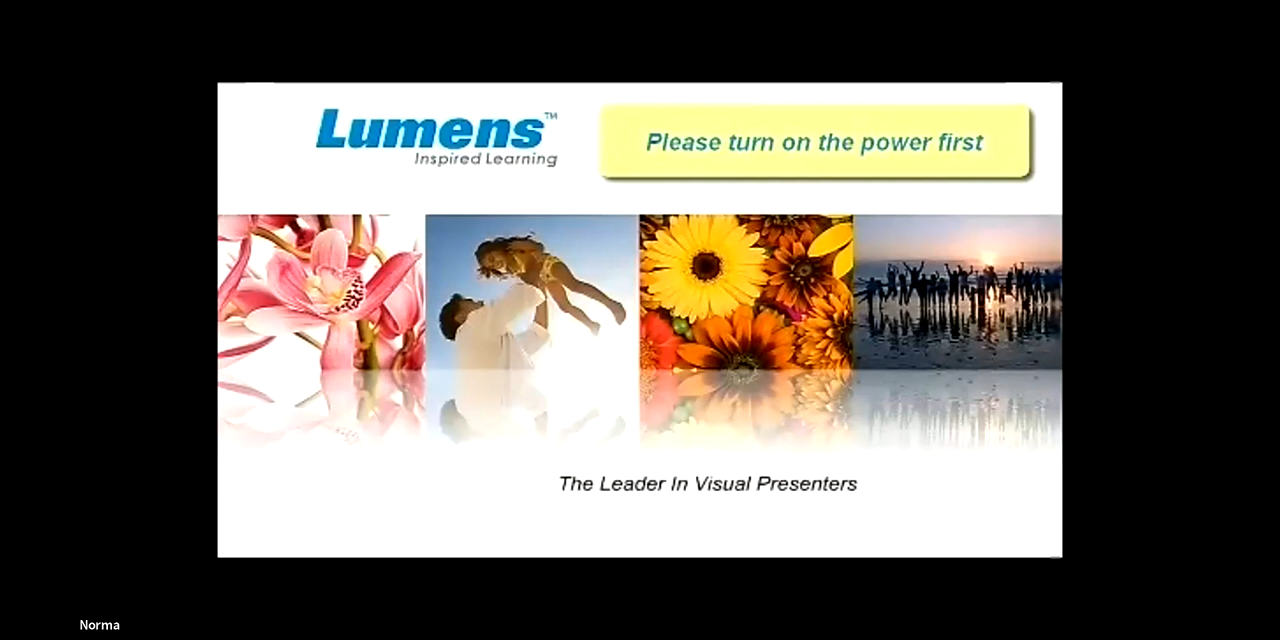 Lumens™
Inspired Learning
Please turn on the power first
The Leader In Visual Presenters
Norma